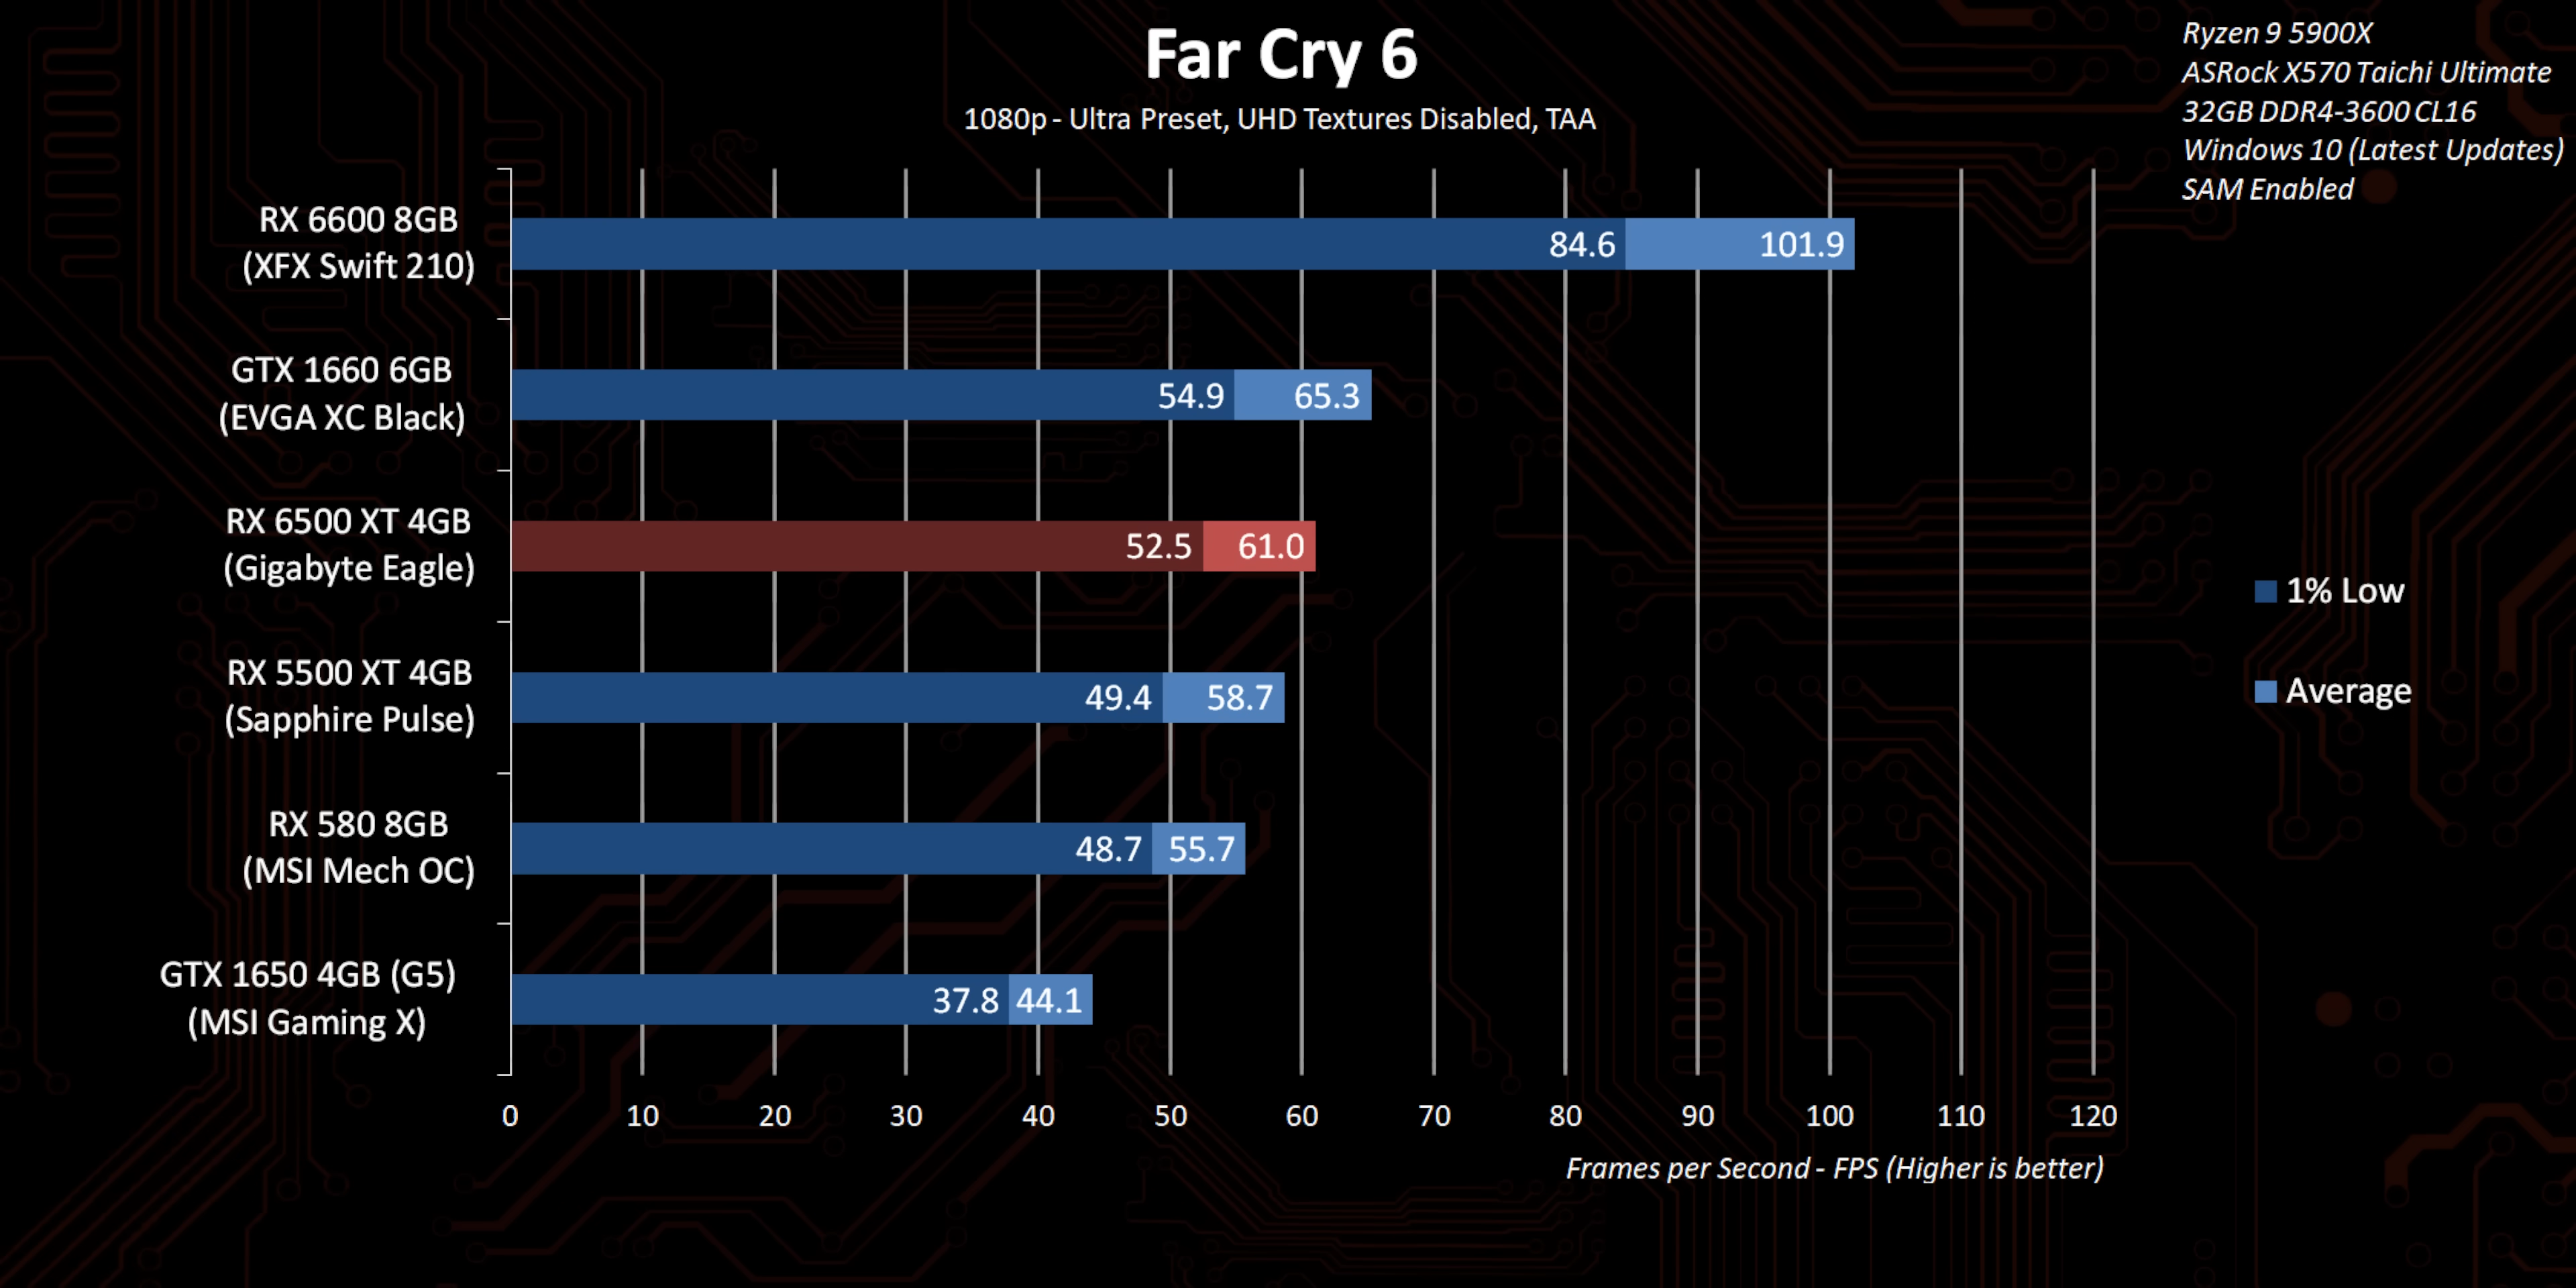 Far Cry 6
1080p - Ultra Preset, UHD Textures Disabled, TAA
Ryzen 9 5900X
ASRock X570 Taichi Ultimate
32GB DDR4-3600 CL16
Windows 10 (Latest Updates)
SAM Enabled
RX 6600 8GB
(XFX Swift 210)
84.6
101.9
GTX 1660 6GB
(EVGA XC Black)
54.9
65.3
RX 6500 XT 4GB
(Gigabyte Eagle)
52.5
61.0
RX 5500 XT 4GB
(Sapphire Pulse)
49.4
58.7
RX 580 8GB
(MSI Mech OC)
48.7
55.7
GTX 1650 4GB (G5)
(MSI Gaming X)
37.8
44.1
1% Low
Average
0 10 20 30 40 50 60 70 80 90 100 110 120
Frames per Second - FPS (Higher is better)